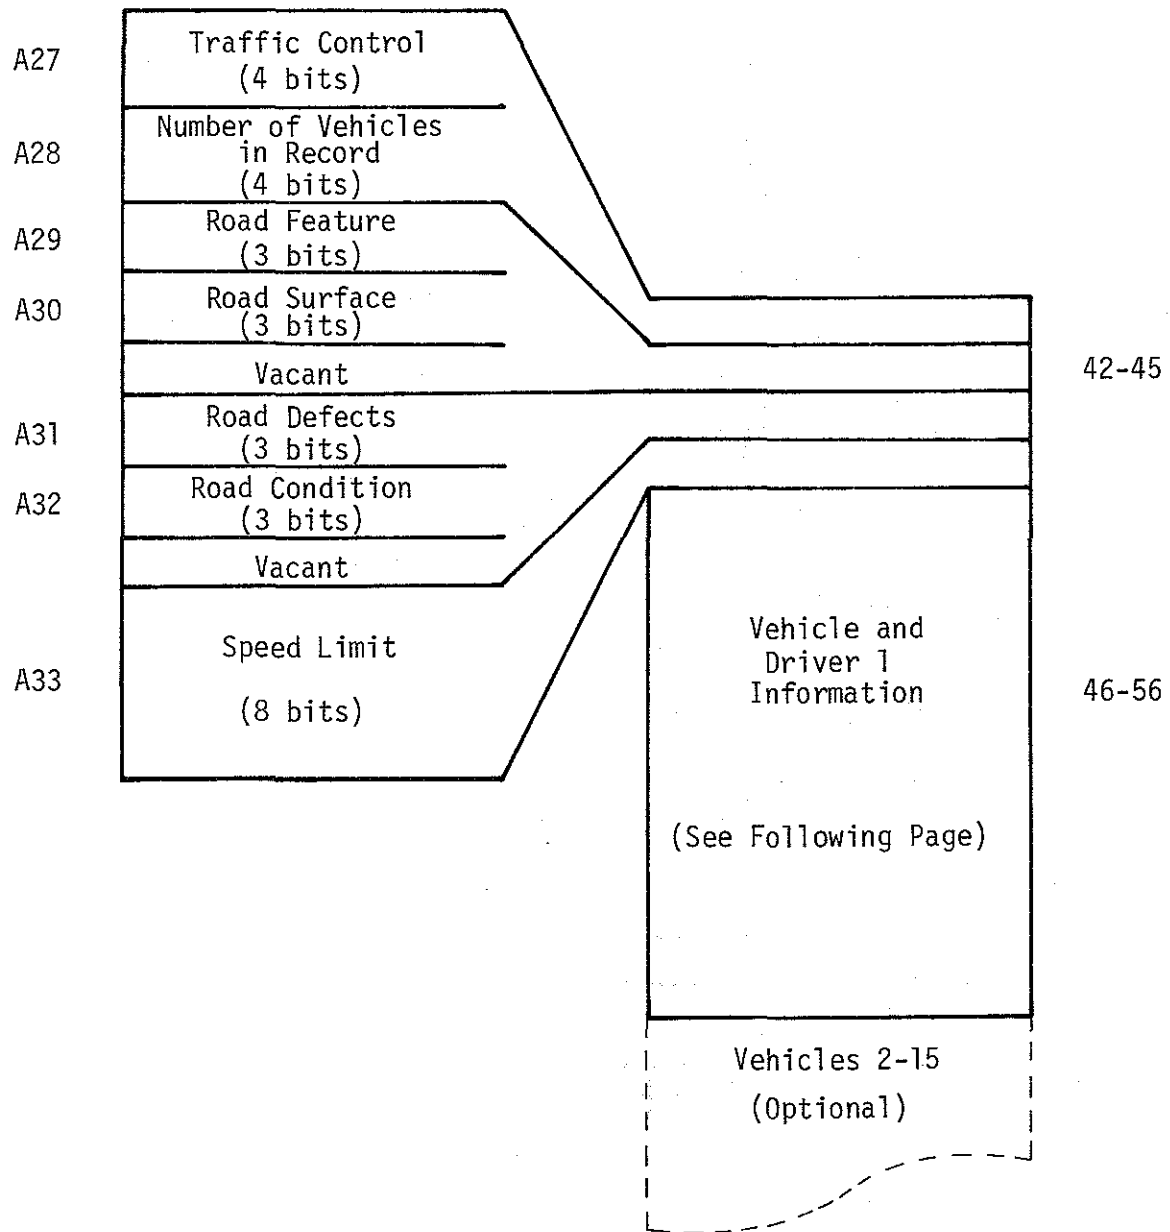 A27
Traffic Control
(4 bits)
A28
Number of Vehicles
in Record
(4 bits)
A29
Road Feature
(3 bits)
A30
Road Surface
(3 bits)
Vacant
42-45
A31
Road Defects
(3 bits)
A32
Road Condition
(3 bits)
Vacant
A33
Speed Limit
(8 bits)
Vehicle and
Driver 1
Information
46-56
(See Following Page)
Vehicles 2-15
(Optional)